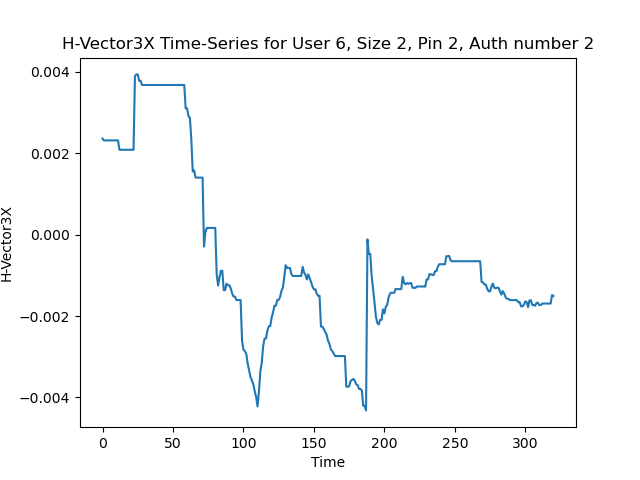 H-Vector3X Time-Series for User 6, Size 2, Pin 2, Auth number 2
0.004
0.002
0.000
−0.002
−0.004
H-Vector3X
0 50 100 150 200 250 300
Time